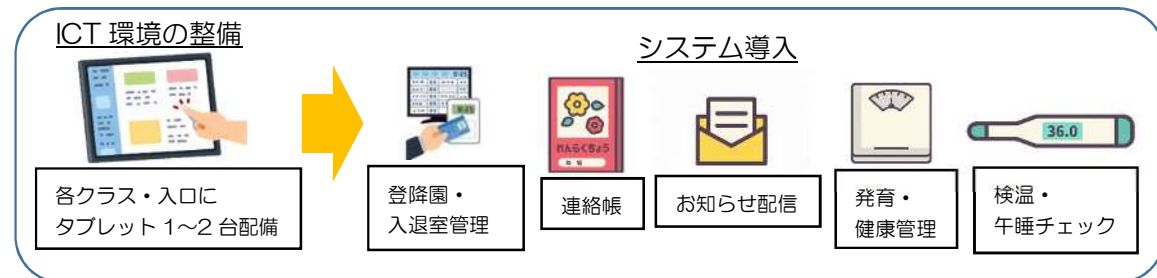 ICT 環境の整備
システム導入
れんらくちょう
36.0
各クラス・入口に
タブレット 1～2 台配備
登降園・
入退室管理
連絡帳
お知らせ配信
発育・
健康管理
検温・
午睡チェック